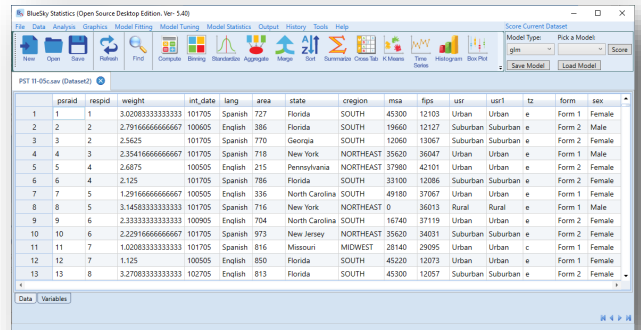 BlueSky Statistics (Open Source Desktop Edition. Ver- 5.40)
File Data Analysis Graphics Model Fitting Model Tuning Model Statistics Output History Tools Help
Score Current Dataset
New Open Save Refresh Find Compute Binning Standardize Aggregate Merge Sort Summarize Cross Tab K Means Time Series Histogram Box Plot
Model Type: Pick a Model:
glm Score
Save Model Load Model
PST 11-05c.sav (Dataset2)
psraid respid weight int_date lang area state cregion msa fips usr usr1 tz form sex
1 1 1 3.02083333333333 101705 Spanish 727 Florida SOUTH 45300 12103 Urban Urban e Form 1 Female
2 2 2 2.79166666666667 100605 English 386 Florida SOUTH 19660 12127 Suburban Suburban e Form 2 Male
3 3 2 2.5625 101705 Spanish 770 Georgia SOUTH 12060 13067 Suburban Suburban e Form 2 Female
4 4 3 2.35416666666667 101705 Spanish 718 New York NORTHEAST 35620 36047 Urban Urban e Form 1 Male
5 5 4 2.6875 100505 English 215 Pennsylvania NORTHEAST 37980 42101 Urban Urban e Form 2 Female
6 6 4 2.125 101705 Spanish 786 Florida SOUTH 33100 12086 Suburban Suburban e Form 2 Female
7 7 5 1.29166666666667 100505 English 336 North Carolina SOUTH 49180 37067 Urban Urban e Form 1 Female
8 8 5 3.14583333333333 101705 Spanish 716 New York NORTHEAST 0 36013 Rural Rural e Form 1 Male
9 9 6 2.33333333333333 100905 English 704 North Carolina SOUTH 16740 37119 Urban Urban e Form 2 Female
10 10 6 2.22916666666667 101705 Spanish 973 New Jersey NORTHEAST 35620 34031 Suburban Suburban e Form 2 Female
11 11 7 1.02083333333333 101705 English 816 Missouri MIDWEST 28140 29095 Urban Urban c Form 1 Female
12 12 7 1.125 100505 English 850 Florida SOUTH 45220 12073 Urban Urban e Form 2 Female
13 13 8 3.27083333333333 101705 English 813 Florida SOUTH 45300 12057 Suburban Suburban e Form 2 Female
Data Variables